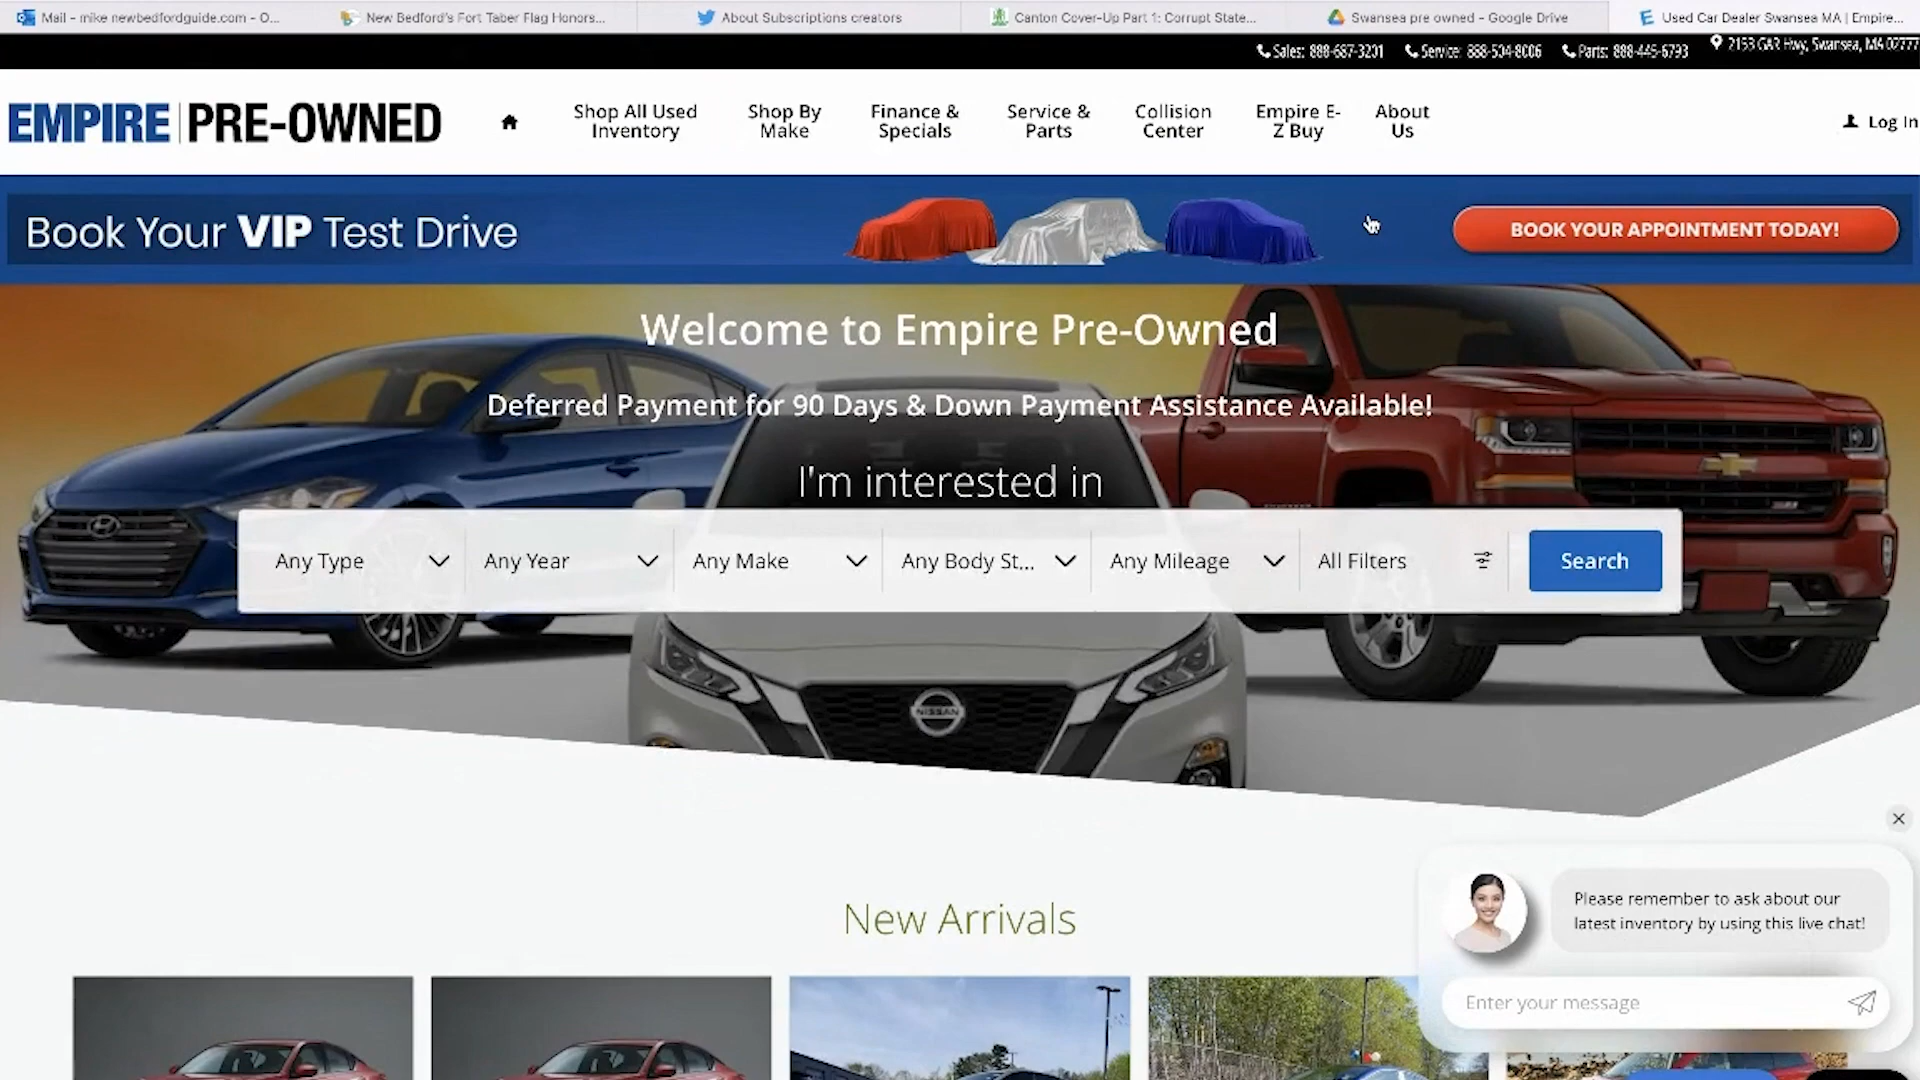 Mail - mike newbedfordguide.com - O...
New Bedford's Fort Taber Flag Honors...
About Subscriptions creators
Canton Cover-Up Part 1: Corrupt State...
Swansea pre owned - Google Drive
Used Car Dealer Swansea MA | Empire...
Sales: 888-687-3201
Service: 888-504-8006
Parts: 888-445-6793
2153 GAR Hwy, Swansea, MA 02777
EMPIRE | PRE-OWNED
Shop All Used
Inventory
Shop By
Make
Finance &
Specials
Service &
Parts
Collision
Center
Empire E-
Z Buy
About
Us
Log In
Book Your VIP Test Drive
BOOK YOUR APPOINTMENT TODAY!
Welcome to Empire Pre-Owned
Deferred Payment for 90 Days & Down Payment Assistance Available!
I'm interested in
Any Type
Any Year
Any Make
Any Body St...
Any Mileage
All Filters
Search
NISSAN
New Arrivals
Please remember to ask about our
latest inventory by using this live chat!
Enter your message